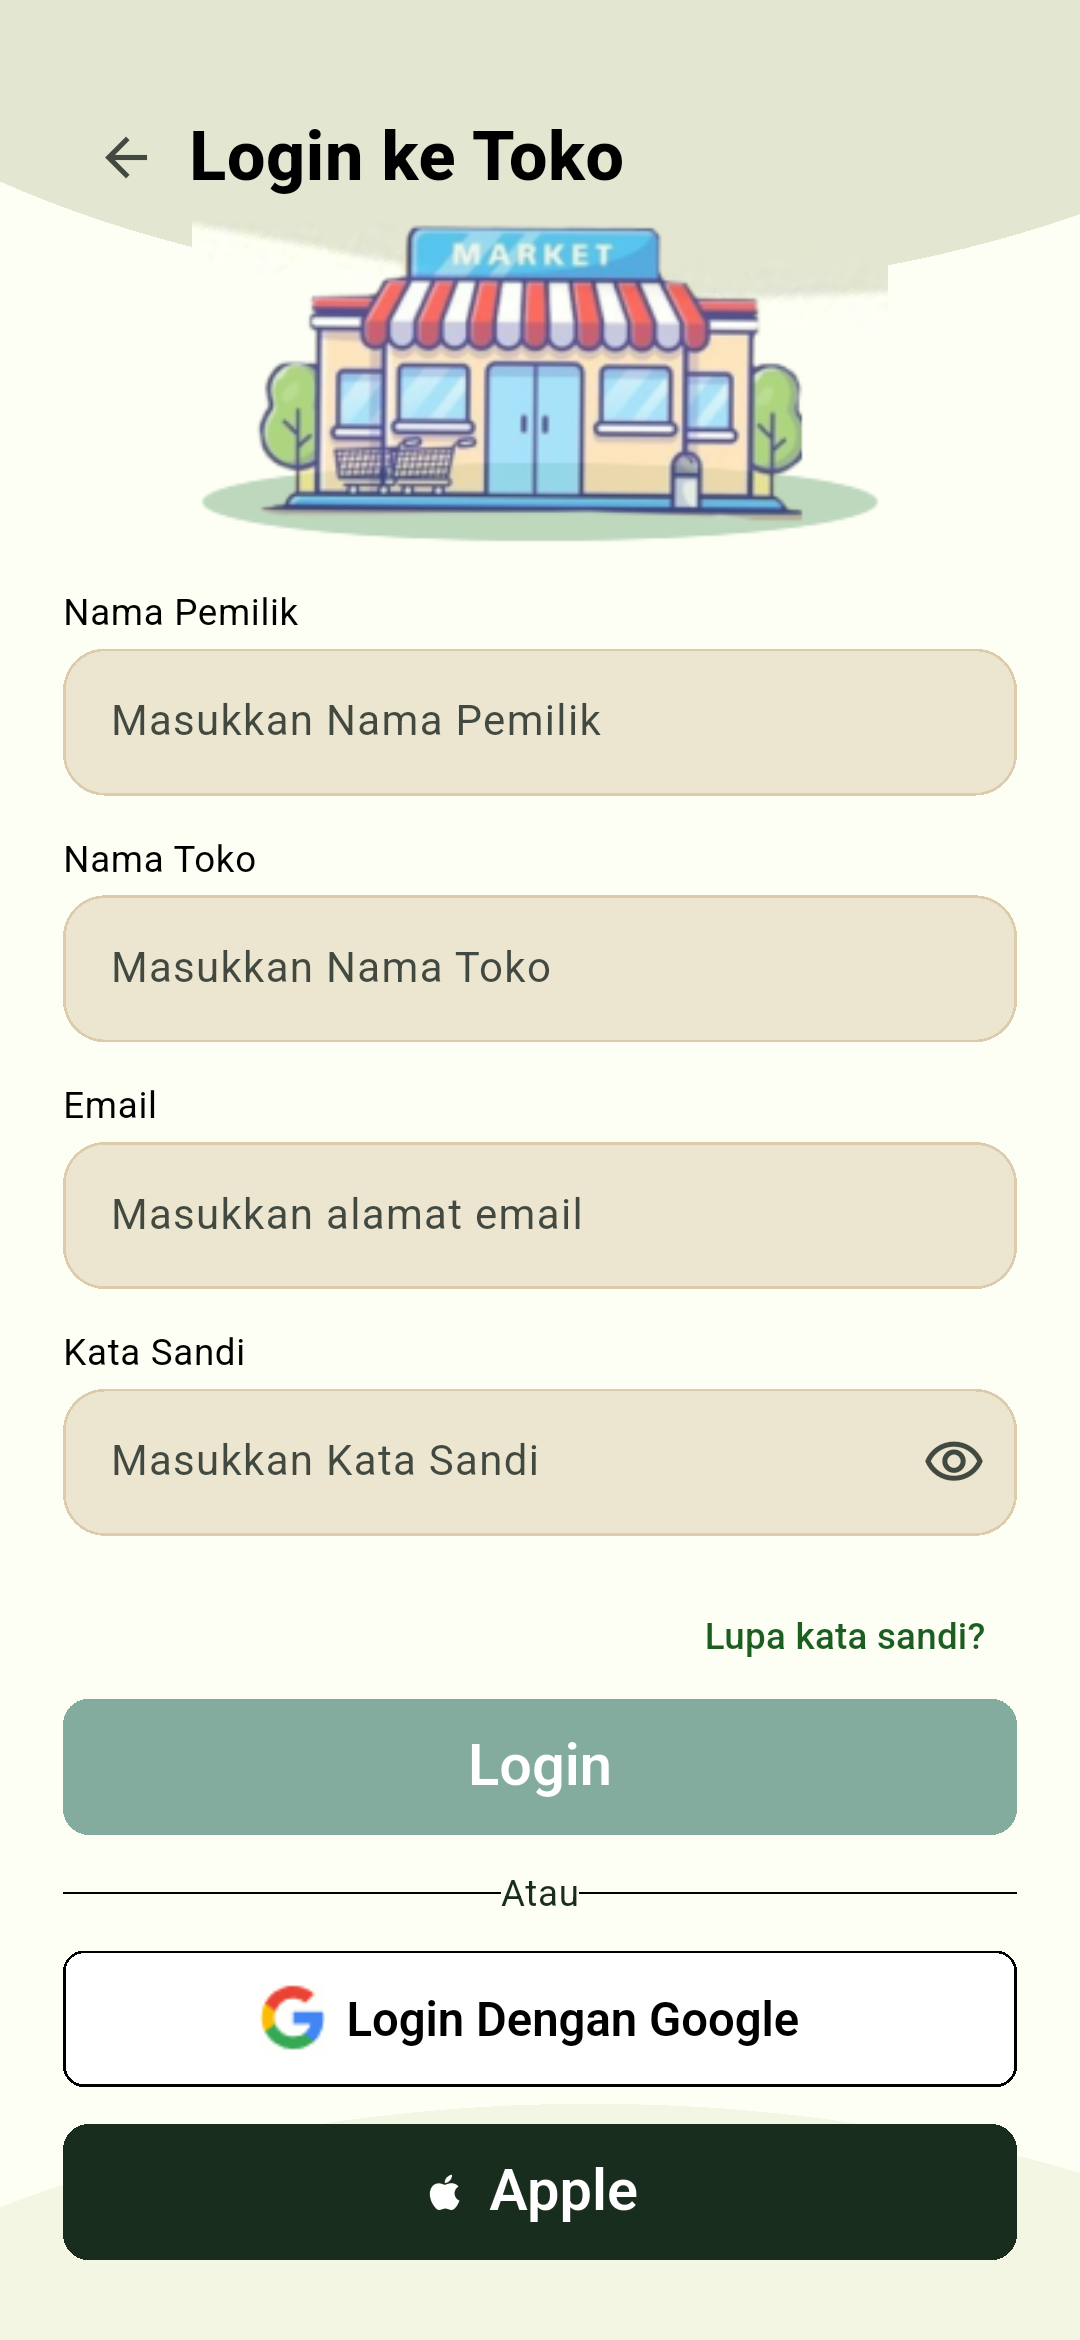 Login ke Toko
MARKET
Nama Pemilik
Masukkan Nama Pemilik
Nama Toko
Masukkan Nama Toko
Email
Masukkan alamat email
Kata Sandi
Masukkan Kata Sandi
Lupa kata sandi?
Login
Atau
Login Dengan Google
Apple